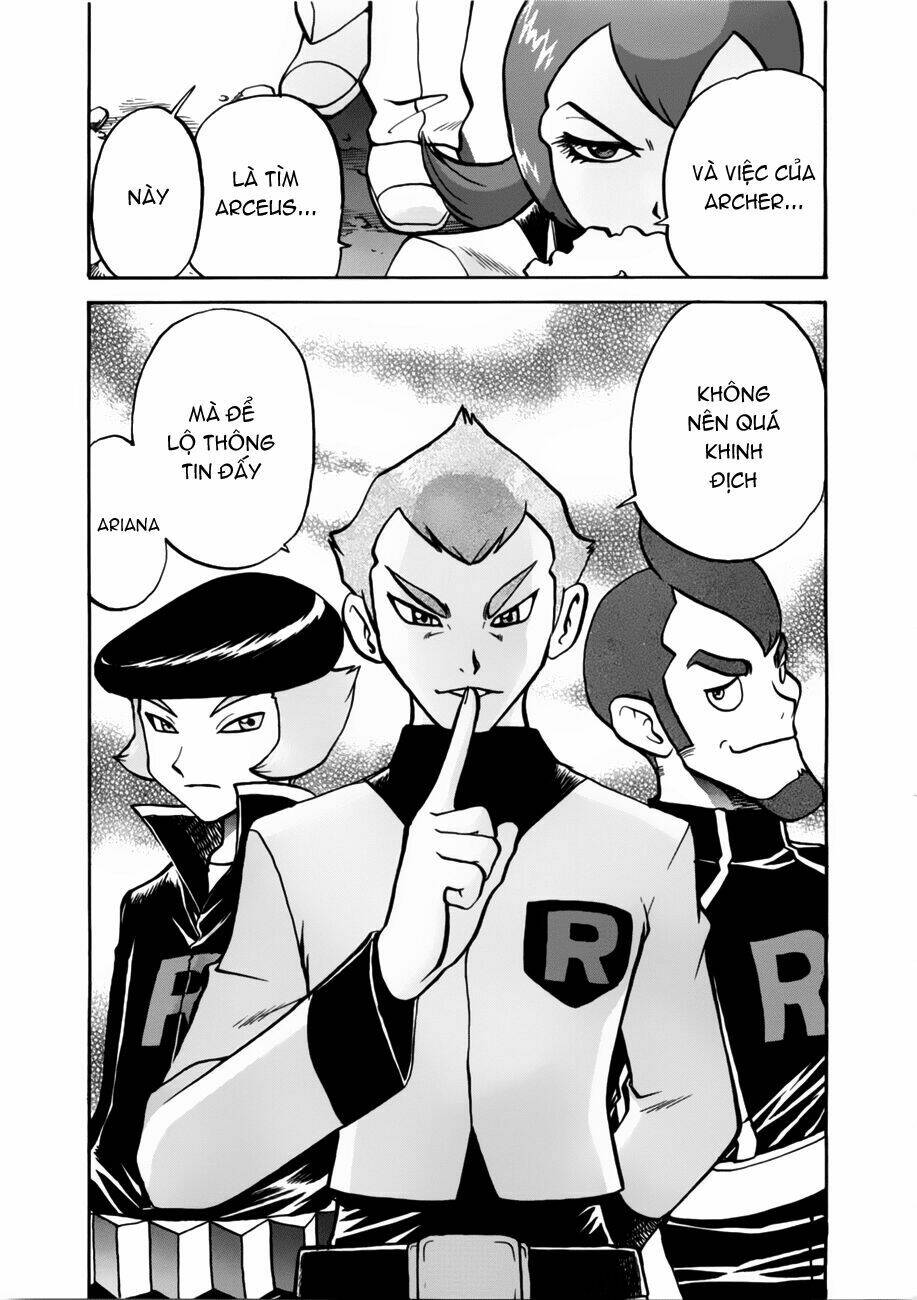 VÀ VIỆC CỦA
ARCHER...
LÀ TÌM
ARCEUS...
NÀY
KHÔNG
NÊN QUÁ
KHINH
ĐỊCH
MÀ ĐỂ
LỘ THÔNG
TIN ĐẤY
ARIANA
R
R
R